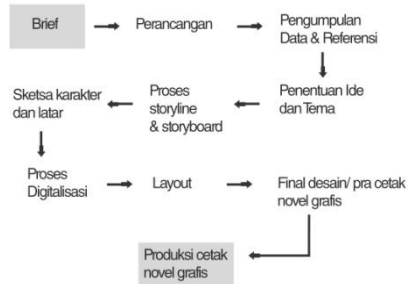 Brief
Perancangan
Pengumpulan
Data & Referensi
Penentuan Ide
dan Tema
Proses
storyline
& storyboard
Sketsa karakter
dan latar
Proses
Digitalisasi
Layout
Final desain/ pra cetak
novel grafis
Produksi cetak
novel grafis